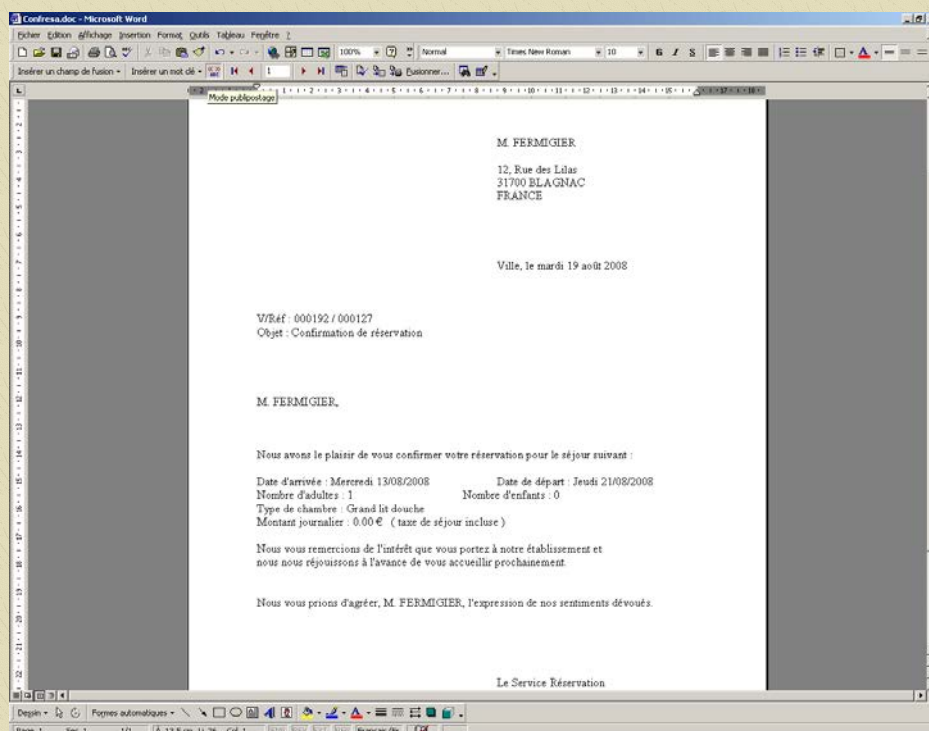 Confresa.doc - Microsoft Word
Fichier Edition Affichage Insertion Format Outils Tableau Fenêtre ?
100% Normal Times New Roman 10 G I S
Insérer un champ de fusion Insérer un mot clé 1 Fusionner...
Mode publipostage
M. FERMIGIER
12, Rue des Lilas
31700 BLAGNAC
FRANCE
Ville, le mardi 19 août 2008
V/Réf : 000192 / 000127
Objet : Confirmation de réservation
M. FERMIGIER,
Nous avons le plaisir de vous confirmer votre réservation pour le séjour suivant :
Date d'arrivée : Mercredi 13/08/2008 Date de départ : Jeudi 21/08/2008
Nombre d'adultes : 1 Nombre d'enfants : 0
Type de chambre : Grand lit douche
Montant journalier : 0.00 € ( taxe de séjour incluse )
Nous vous remercions de l'intérêt que vous portez à notre établissement et
nous nous réjouissons à l'avance de vous accueillir prochainement.
Nous vous prions d'agréer, M. FERMIGIER, l'expression de nos sentiments dévoués.
Le Service Réservation
Dessin Formes automatiques